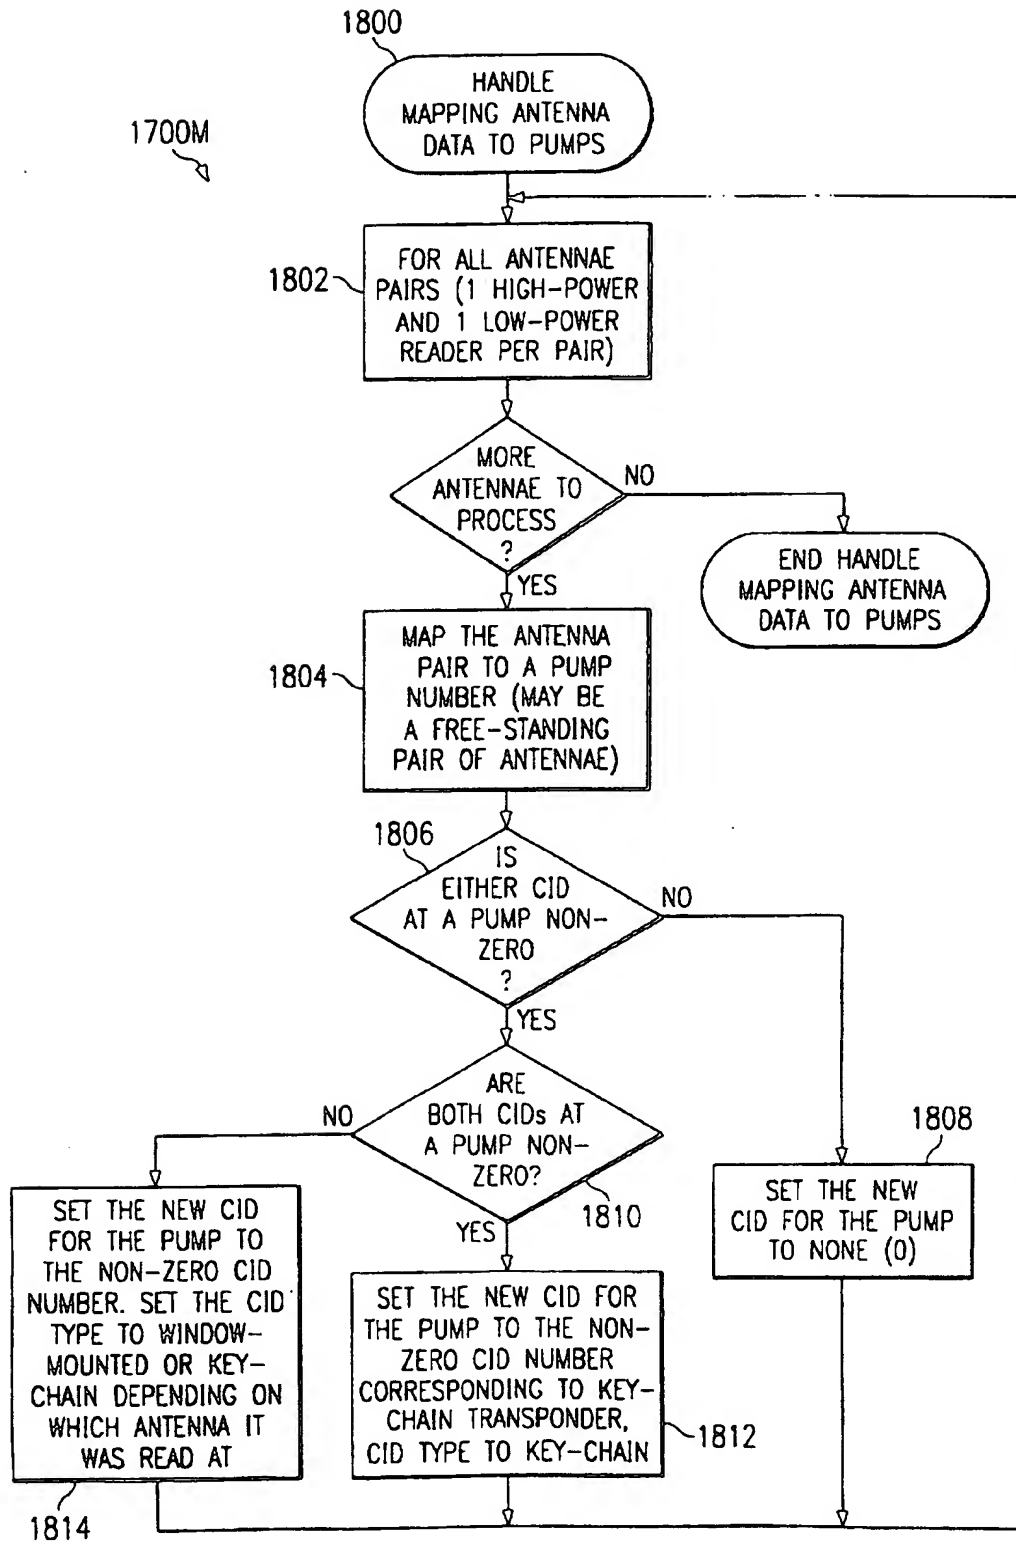 1800
HANDLE
MAPPING ANTENNA
DATA TO PUMPS
1700M
1802
FOR ALL ANTENNAE
PAIRS (1 HIGH-POWER
AND 1 LOW-POWER
READER PER PAIR)
MORE
ANTENNAE TO
PROCESS
?
NO
YES
END HANDLE
MAPPING ANTENNA
DATA TO PUMPS
1804
MAP THE ANTENNA
PAIR TO A PUMP
NUMBER (MAY BE
A FREE-STANDING
PAIR OF ANTENNAE)
1806
IS
EITHER CID
AT A PUMP NON-
ZERO
?
NO
YES
ARE
BOTH CIDs AT
A PUMP NON-
ZERO?
NO
YES
1810
1808
SET THE NEW
CID FOR THE PUMP
TO NONE (0)
SET THE NEW CID
FOR THE PUMP TO
THE NON-ZERO CID
NUMBER. SET THE CID
TYPE TO WINDOW-
MOUNTED OR KEY-
CHAIN DEPENDING ON
WHICH ANTENNA IT
WAS READ AT
1814
SET THE NEW CID FOR
THE PUMP TO THE NON-
ZERO CID NUMBER
CORRESPONDING TO KEY-
CHAIN TRANSPONDER,
CID TYPE TO KEY-CHAIN
1812